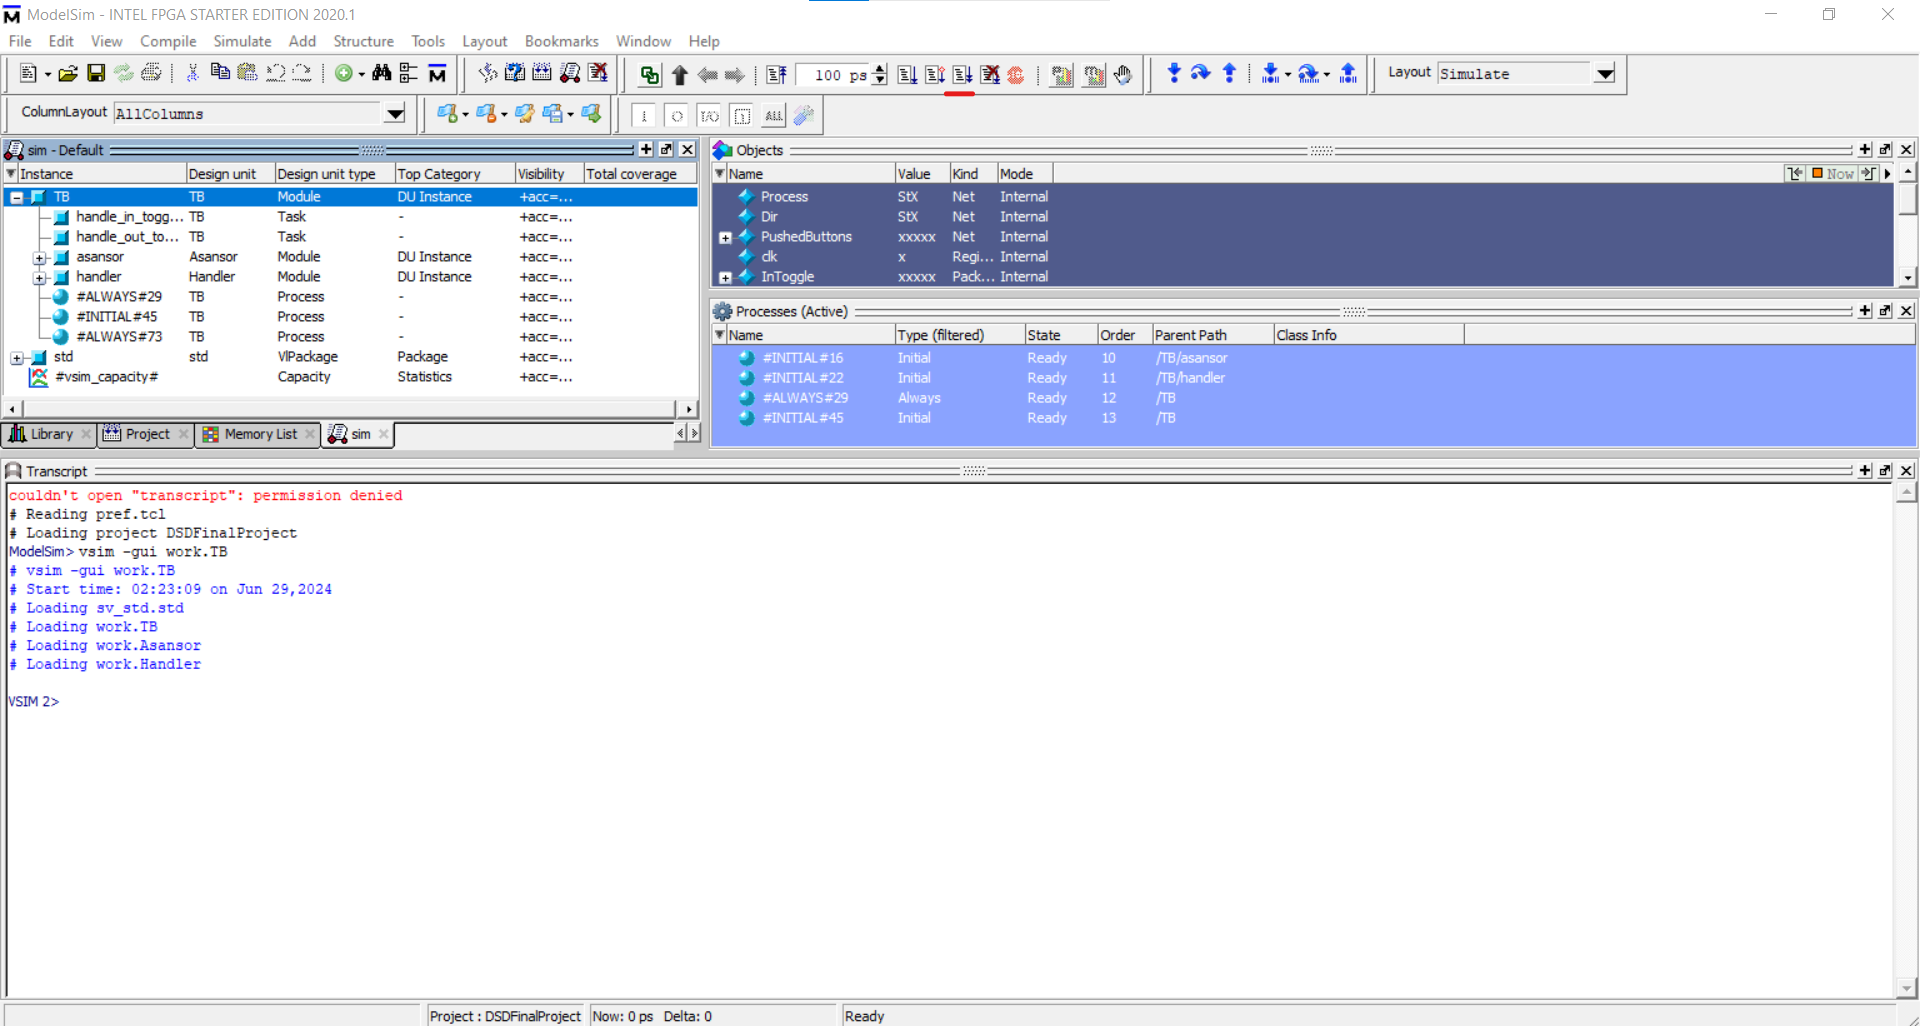 ModelSim - INTEL FPGA STARTER EDITION 2020.1
File Edit View Compile Simulate Add Structure Tools Layout Bookmarks Window Help
100 ps
Layout Simulate
ColumnLayout AllColumns
I/O
ALL
sim - Default
Instance Design unit Design unit type Top Category Visibility Total coverage
TB TB Module DU Instance +acc=...
handle_in_togg... TB Task - +acc=...
handle_out_to... TB Task - +acc=...
asansor Asansor Module DU Instance +acc=...
handler Handler Module DU Instance +acc=...
#ALWAYS#29 TB Process - +acc=...
#INITIAL#45 TB Process - +acc=...
#ALWAYS#73 TB Process - +acc=...
std std VlPackage Package +acc=...
#vsim_capacity# Capacity Statistics +acc=...
Library Project Memory List sim
Objects
Name Value Kind Mode Now
Process StX Net Internal
Dir StX Net Internal
PushedButtons xxxxx Net Internal
clk x Regi... Internal
InToggle xxxxx Pack... Internal
Processes (Active)
Name Type (filtered) State Order Parent Path Class Info
#INITIAL#16 Initial Ready 10 /TB/asansor
#INITIAL#22 Initial Ready 11 /TB/handler
#ALWAYS#29 Always Ready 12 /TB
#INITIAL#45 Initial Ready 13 /TB
Transcript
couldn't open "transcript": permission denied
# Reading pref.tcl
# Loading project DSDFinalProject
ModelSim> vsim -gui work.TB
# vsim -gui work.TB
# Start time: 02:23:09 on Jun 29,2024
# Loading sv_std.std
# Loading work.TB
# Loading work.Asansor
# Loading work.Handler
VSIM 2>
Project : DSDFinalProject Now: 0 ps Delta: 0 Ready